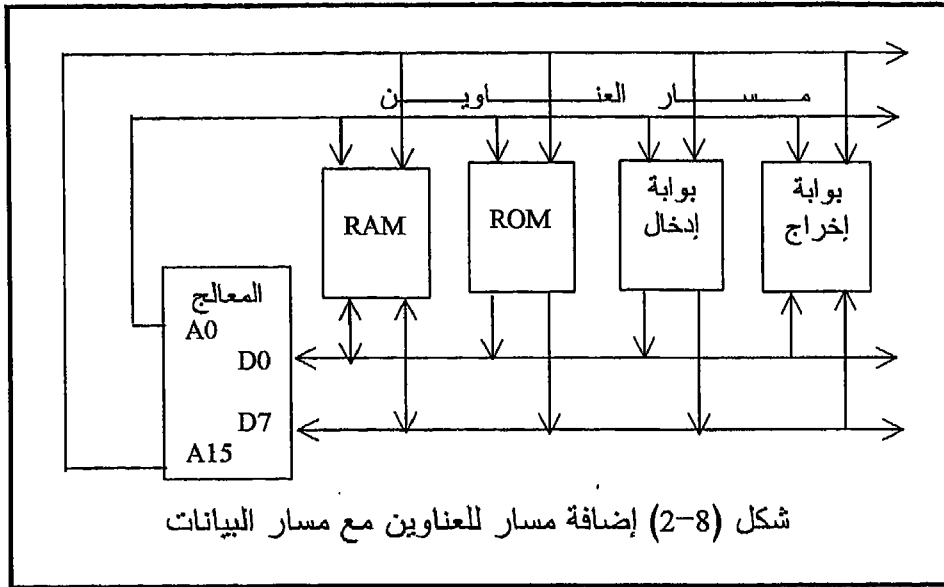 مسار العناوين
RAM
ROM
بوابة
إدخال
بوابة
إخراج
المعالج
A0
D0
D7
A15
شكل (8-2) إضافة مسار للعناوين مع مسار البيانات